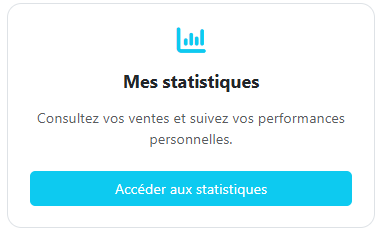 Mes statistiques
Consultez vos ventes et suivez vos performances
personnelles.
Accéder aux statistiques